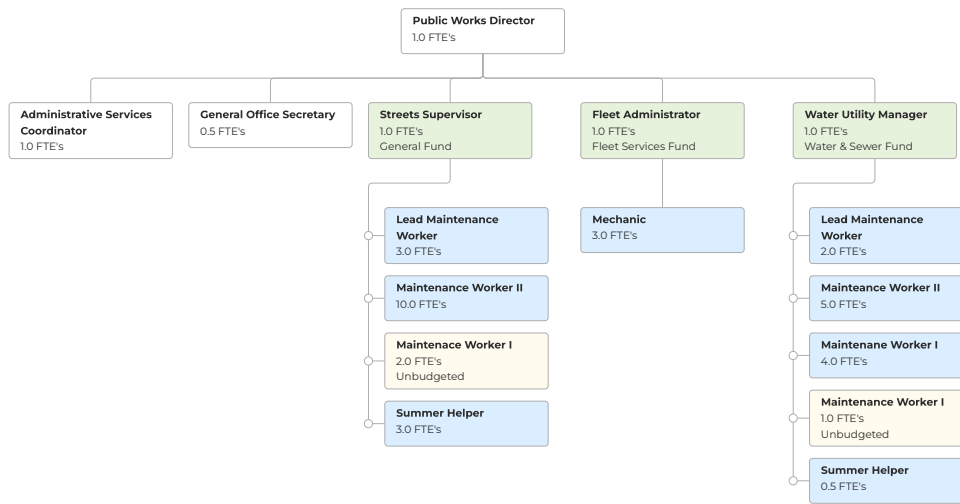 Public Works Director
1.0 FTE's
Administrative Services
Coordinator
1.0 FTE's
General Office Secretary
0.5 FTE's
Streets Supervisor
1.0 FTE's
General Fund
Fleet Administrator
1.0 FTE's
Fleet Services Fund
Water Utility Manager
1.0 FTE's
Water & Sewer Fund
Lead Maintenance
Worker
3.0 FTE's
Maintenance Worker II
10.0 FTE's
Maintenace Worker I
2.0 FTE's
Unbudgeted
Summer Helper
3.0 FTE's
Mechanic
3.0 FTE's
Lead Maintenance
Worker
2.0 FTE's
Mainteance Worker II
5.0 FTE's
Maintenane Worker I
4.0 FTE's
Maintenance Worker I
1.0 FTE's
Unbudgeted
Summer Helper
0.5 FTE's